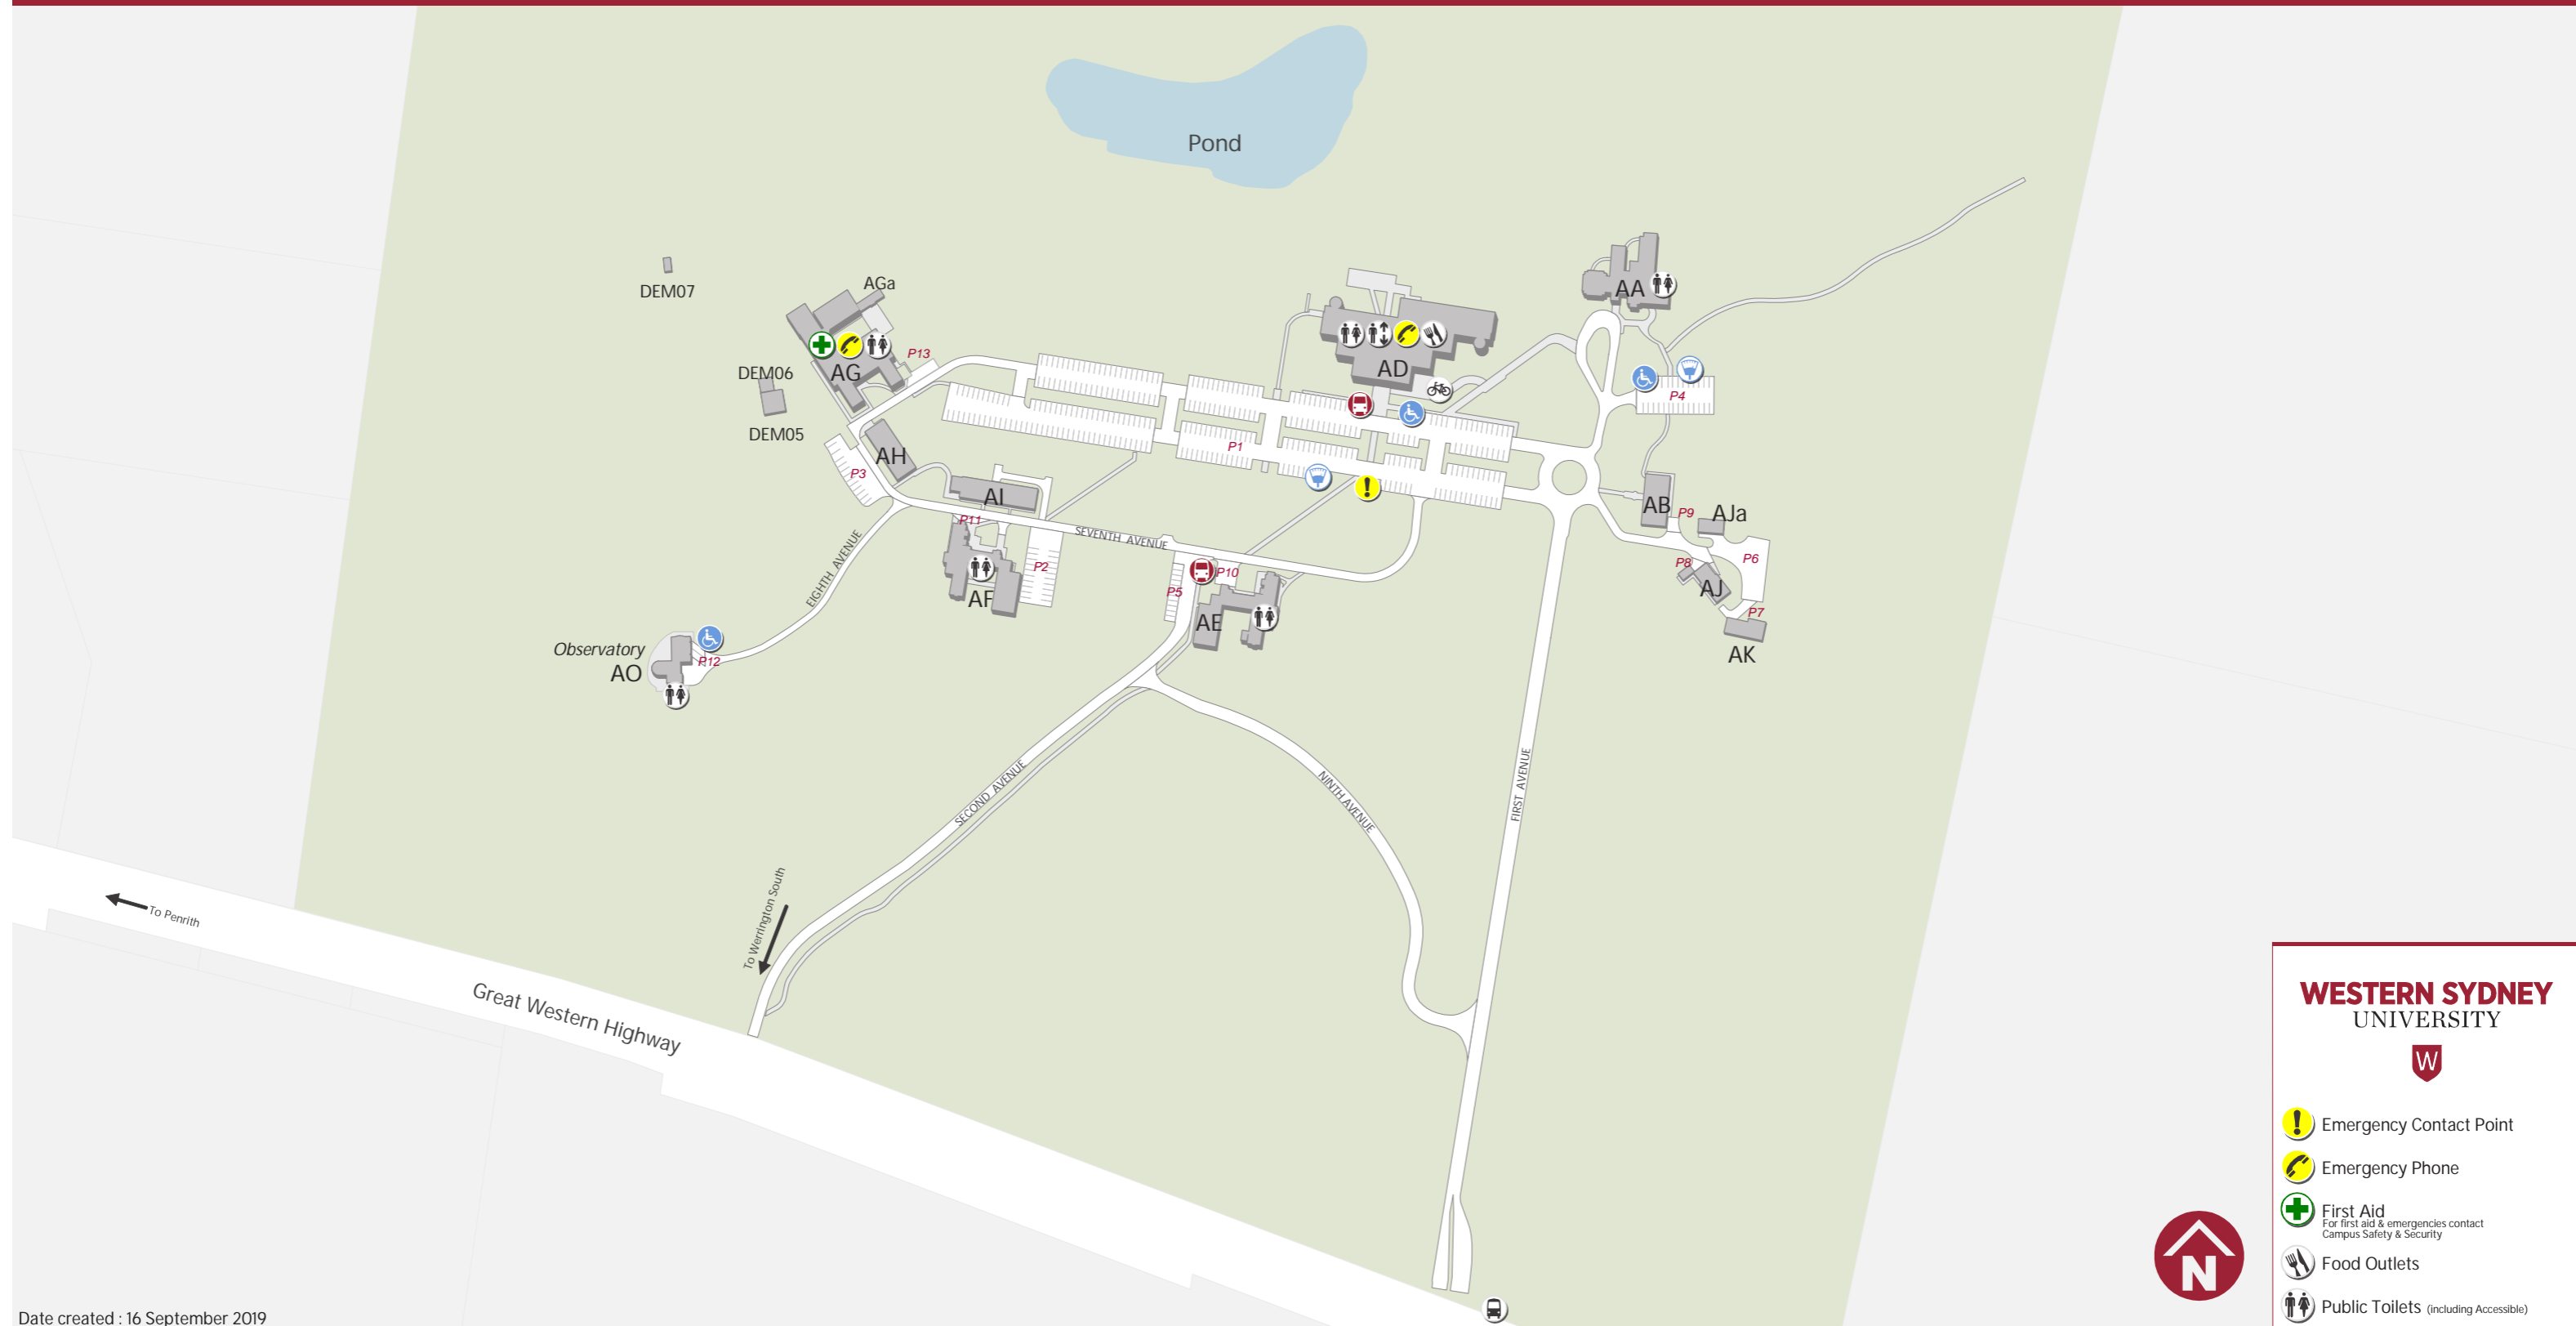 Pond
DEM07
AGa
AA
P13
DEM06
AG
AD
P4
DEM05
P1
AH
P3
AI
AB
P9
AJa
P11
SEVENTH AVENUE
EIGHTH AVENUE
P2
P10
P5
P8
P6
AF
AJ
AE
P7
Observatory
AO
P12
AK
SECOND AVENUE
NINTH AVENUE
FIRST AVENUE
To Werrington South
To Penrith
Great Western Highway
WESTERN SYDNEY
UNIVERSITY
W
Emergency Contact Point
Emergency Phone
First Aid
For first aid & emergencies contact
Campus Safety & Security
Food Outlets
Public Toilets (including Accessible)
N
Date created : 16 September 2019